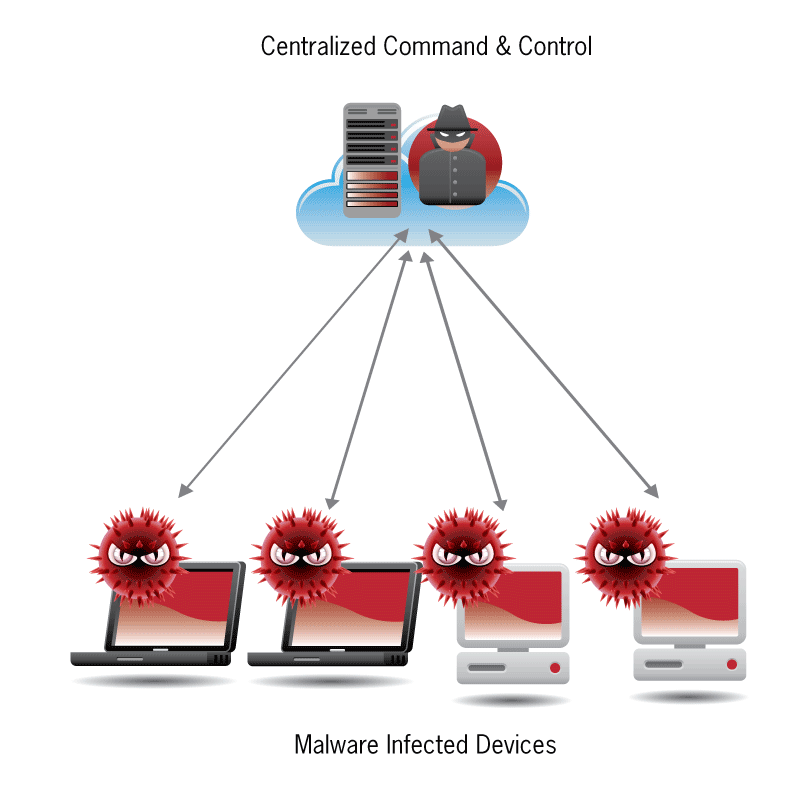 Centralized Command & Control
Malware Infected Devices